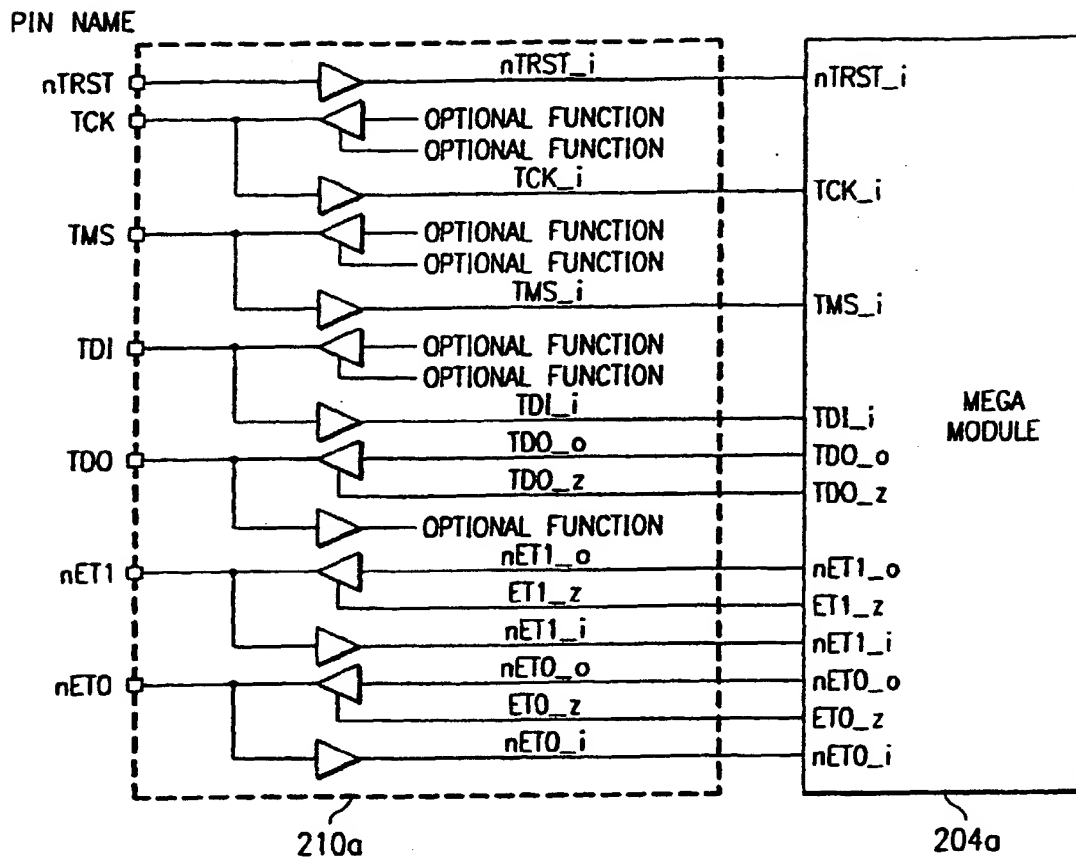 PIN NAME
nTRST
nTRST_i
nTRST_i
TCK
OPTIONAL FUNCTION
OPTIONAL FUNCTION
TCK_i
TCK_i
TMS
OPTIONAL FUNCTION
OPTIONAL FUNCTION
TMS_i
TMS_i
TDI
OPTIONAL FUNCTION
OPTIONAL FUNCTION
TDI_i
TDI_i
MEGA
MODULE
TDO
TDO_o
TDO_o
TDO_z
TDO_z
OPTIONAL FUNCTION
nET1
nET1_o
nET1_o
ET1_z
ET1_z
nET1_i
nET1_i
nET0
nET0_o
nET0_o
ET0_z
ET0_z
nET0_i
nET0_i
210a
204a